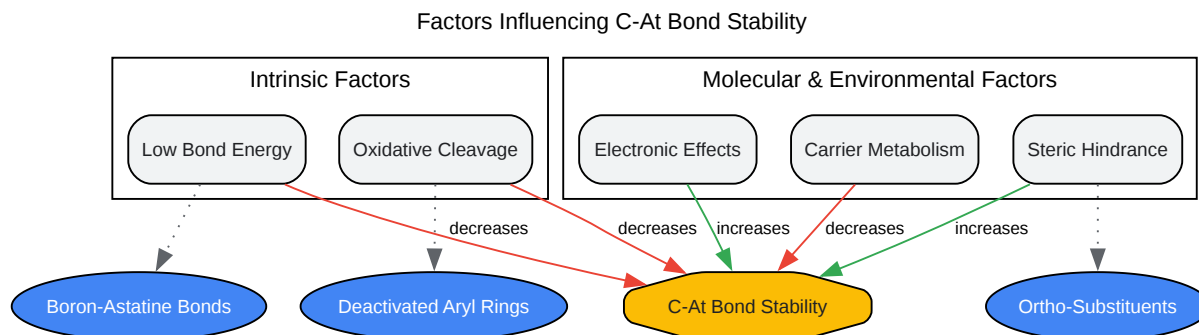 Factors Influencing C-At Bond Stability
Intrinsic Factors
Molecular & Environmental Factors
Low Bond Energy
Oxidative Cleavage
Electronic Effects
Carrier Metabolism
Steric Hindrance
decreases
decreases
increases
decreases
increases
Boron-Astatine Bonds
Deactivated Aryl Rings
C-At Bond Stability
Ortho-Substituents